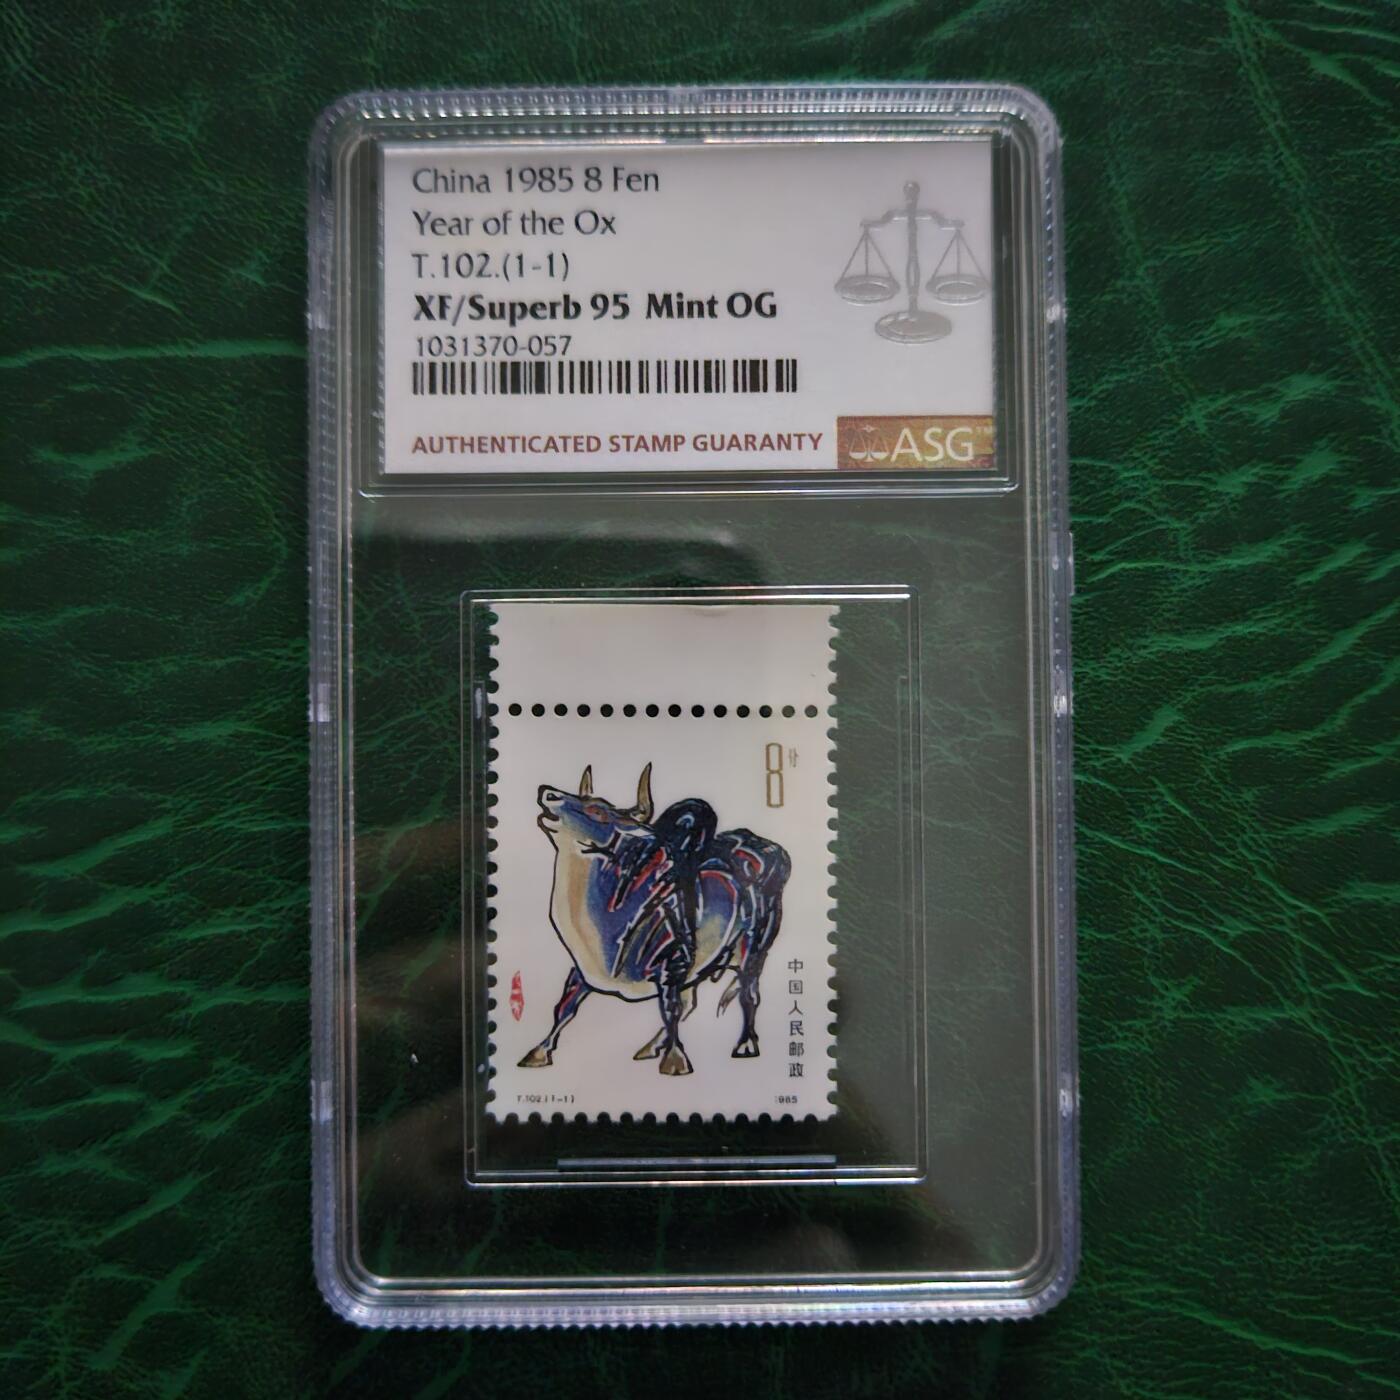 China 1985 8 Fen
Year of the Ox
T.102.(1-1)
XF/Superb 95 Mint OG
1031370-057
AUTHENTICATED STAMP GUARANTY
ASG™
8分
中国人民邮政
T.102.(1-1)
1985